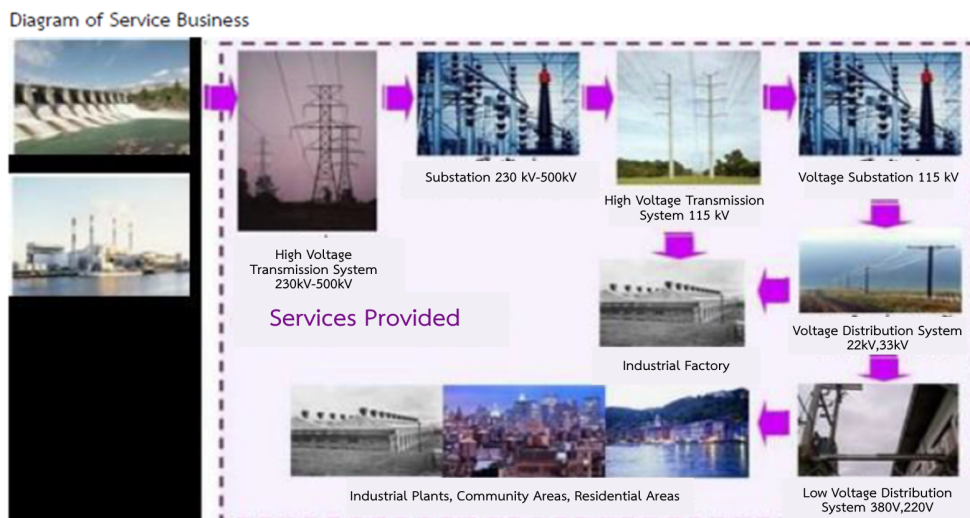 Diagram of Service Business
Substation 230 kV-500kV
Voltage Substation 115 kV
High Voltage Transmission
System 115 kV
High Voltage
Transmission System
230kV-500kV
Services Provided
Voltage Distribution System
22kV,33kV
Industrial Factory
Industrial Plants, Community Areas, Residential Areas
Low Voltage Distribution
System 380V,220V